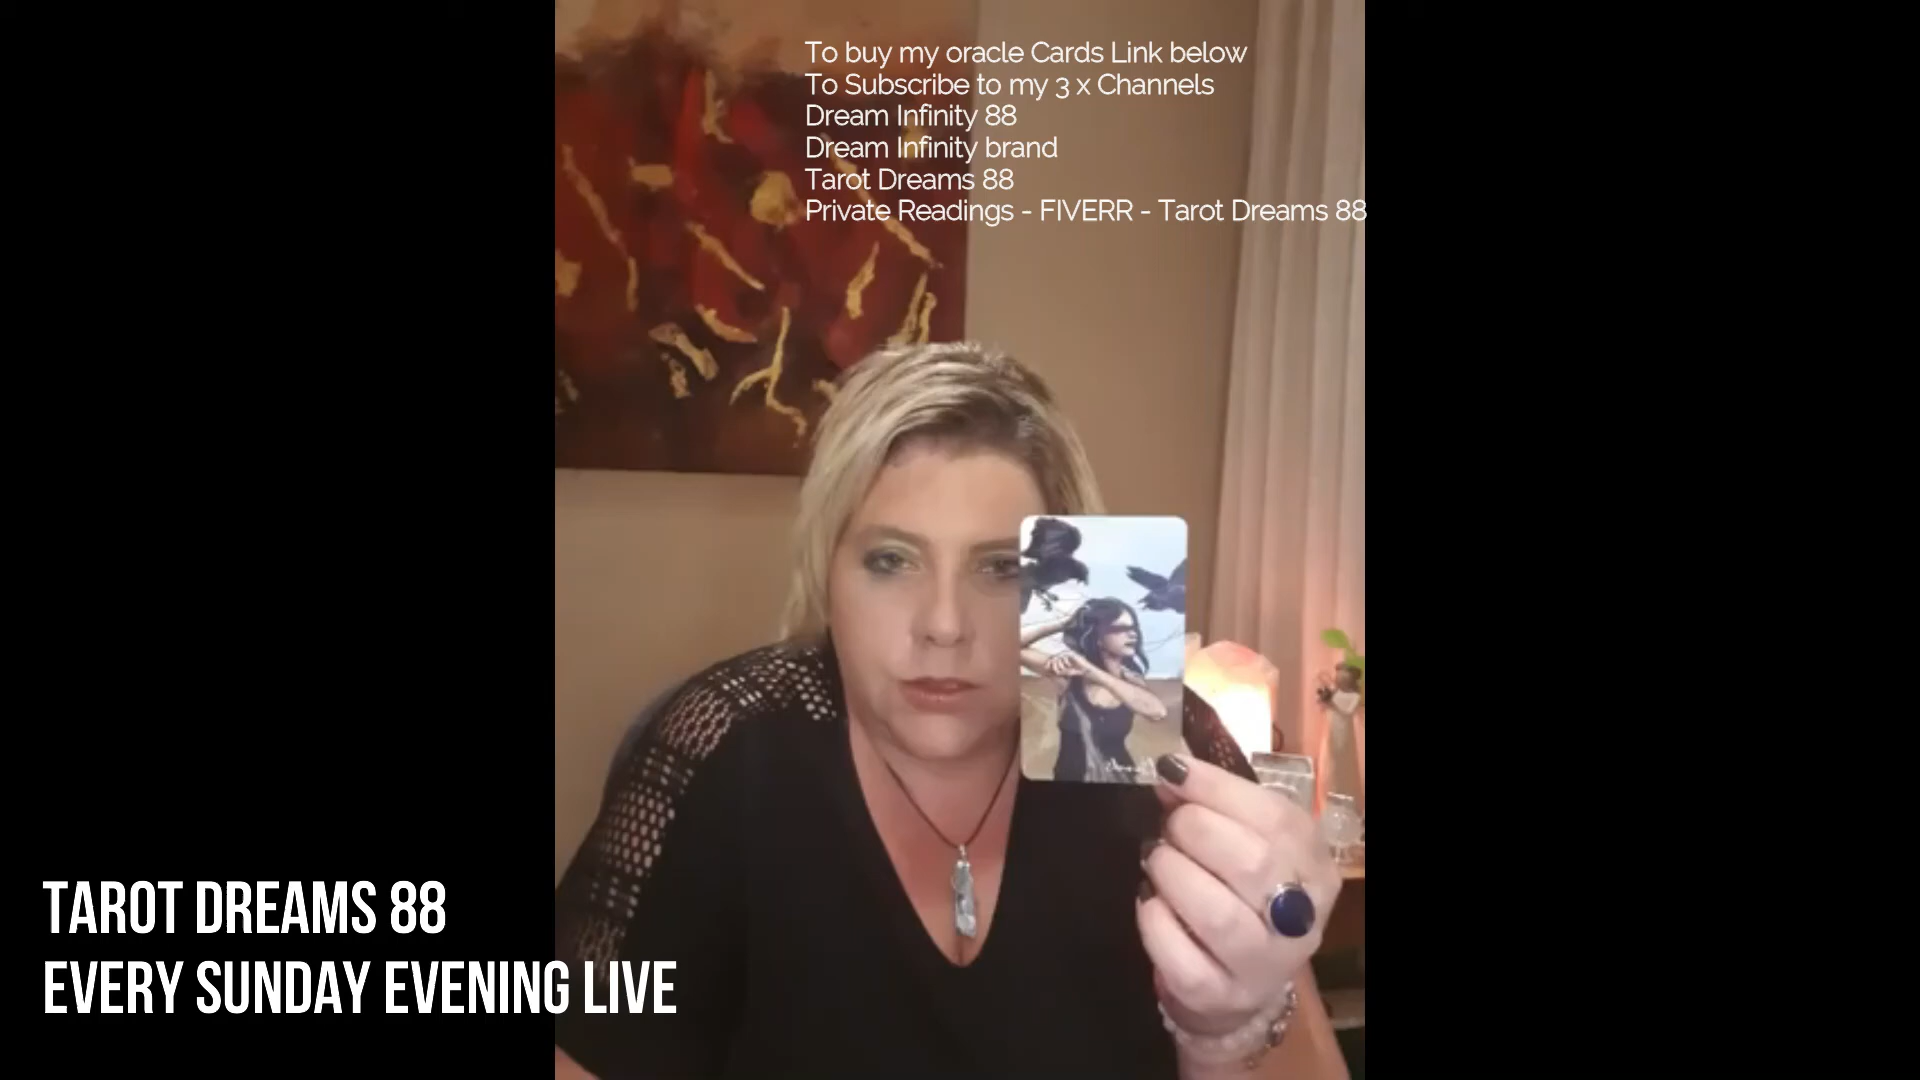 To buy my oracle Cards Link below
To Subscribe to my 3 x Channels
Dream Infinity 88
Dream Infinity brand
Tarot Dreams 88
Private Readings - FIVERR - Tarot Dreams 88
TAROT DREAMS 88
EVERY SUNDAY EVENING LIVE